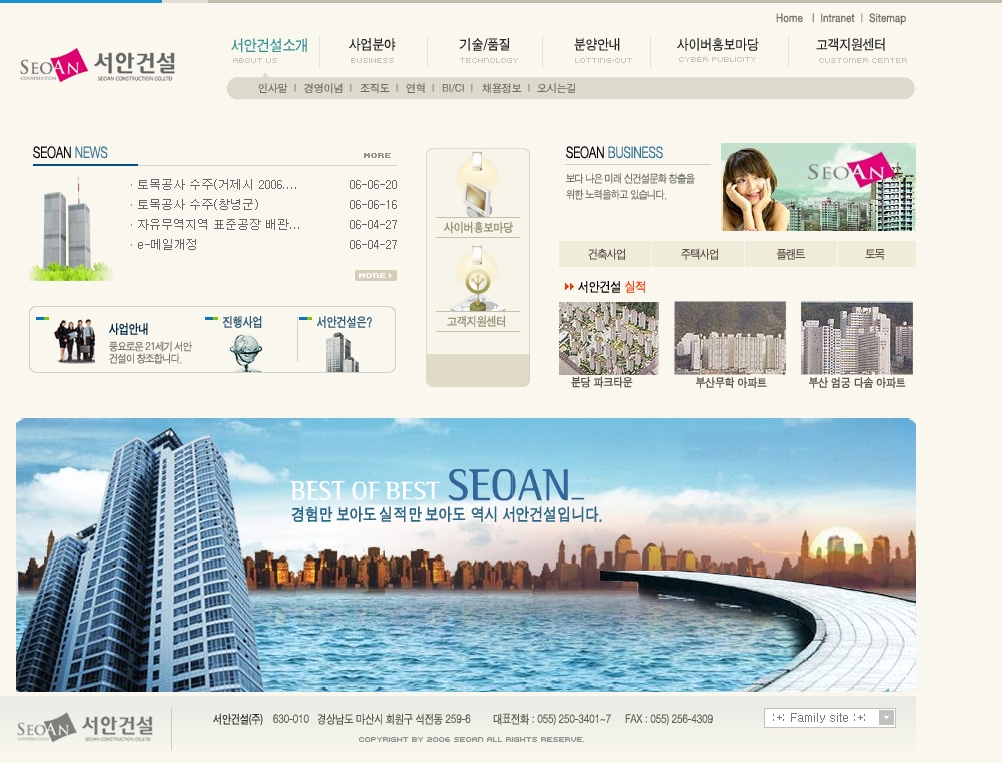 Home | Intranet | Sitemap
SEOAN CONSTRUCTION 서안건설 SEOAN CONSTRUCTION CO.,LTD
서안건설소개 사업분야 기술/품질 분양안내 사이버홍보마당 고객지원센터
ABOUT US BUSINESS TECHNOLOGY LOTTING-OUT CYBER PUBLICITY CUSTOMER CENTER
인사말 | 경영이념 | 조직도 | 연혁 | BI/CI | 채용정보 | 오시는길
SEOAN NEWS MORE
· 토목공사 수주(거제시 2006.... 06-06-20
· 토목공사 수주(창녕군) 06-06-16
· 자유무역지역 표준공장 배관... 06-04-27
· e-메일개정 06-04-27
MORE
사업안내
풍요로운 21세기 서안
건설이 창조합니다.
진행사업
서안건설은?
사이버홍보마당
고객지원센터
SEOAN BUSINESS
보다 나은 미래 신건설문화 창출을
위한 노력을하고 있습니다.
SEOAN
건축사업 주택사업 플랜트 토목
서안건설 실적
분당 파크타운 부산무학 아파트 부산 엄궁 다솜 아파트
BEST OF BEST SEOAN_
경험만 보아도 실적만 보아도 역시 서안건설입니다.
SEOAN CONSTRUCTION 서안건설 SEOAN CONSTRUCTION CO.,LTD
서안건설(주) 630-010 경상남도 마산시 회원구 석전동 259-6 대표전화 : 055) 250-3401~7 FAX : 055) 256-4309
COPYRIGHT BY 2006 SEOAN ALL RIGHTS RESERVE.
:+: Family site :+: